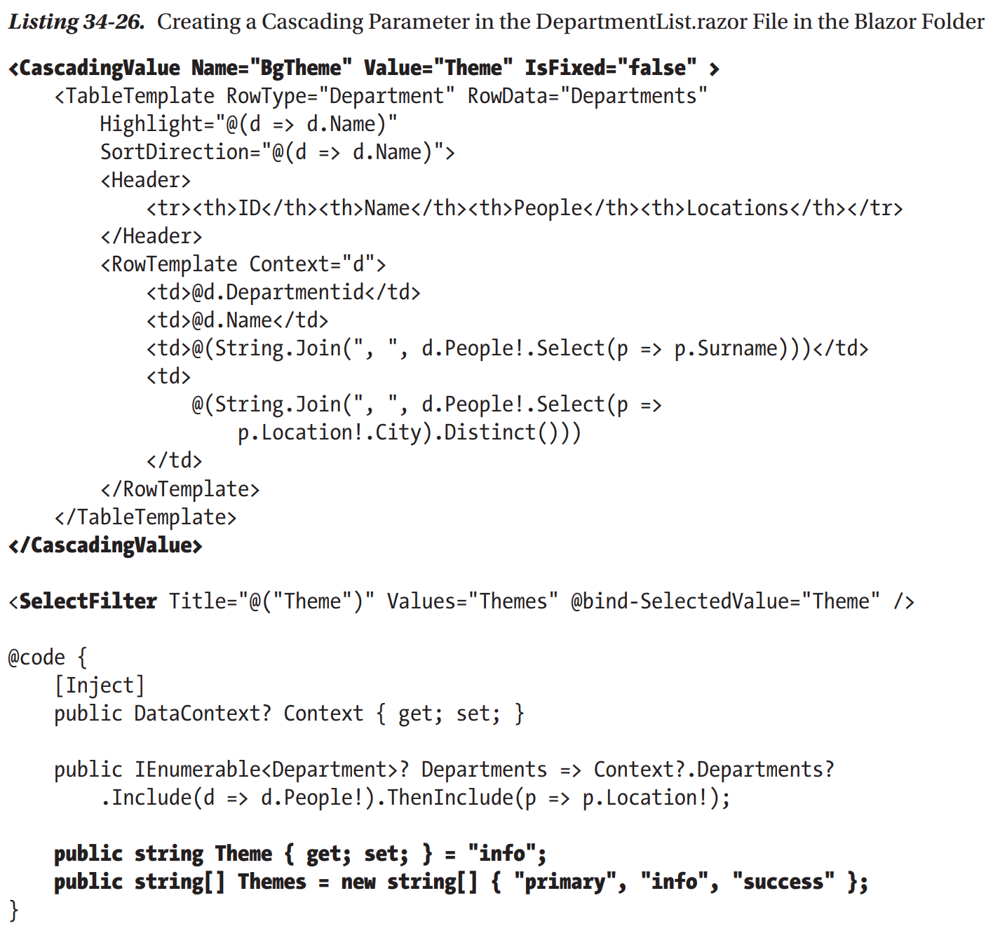 Listing 34-26. Creating a Cascading Parameter in the DepartmentList.razor File in the Blazor Folder
<CascadingValue Name="BgTheme" Value="Theme" IsFixed="false" >
    <TableTemplate RowType="Department" RowData="Departments"
        Highlight="@(d => d.Name)"
        SortDirection="@(d => d.Name)">
        <Header>
            <tr><th>ID</th><th>Name</th><th>People</th><th>Locations</th></tr>
        </Header>
        <RowTemplate Context="d">
            <td>@d.Departmentid</td>
            <td>@d.Name</td>
            <td>@(String.Join(", ", d.People!.Select(p => p.Surname)))</td>
            <td>
                @(String.Join(", ", d.People!.Select(p =>
                    p.Location!.City).Distinct()))
            </td>
        </RowTemplate>
    </TableTemplate>
</CascadingValue>

<SelectFilter Title="@("Theme")" Values="Themes" @bind-SelectedValue="Theme" />

@code {
    [Inject]
    public DataContext? Context { get; set; }

    public IEnumerable<Department>? Departments => Context?.Departments?
        .Include(d => d.People!).ThenInclude(p => p.Location!);

    public string Theme { get; set; } = "info";
    public string[] Themes = new string[] { "primary", "info", "success" };
}